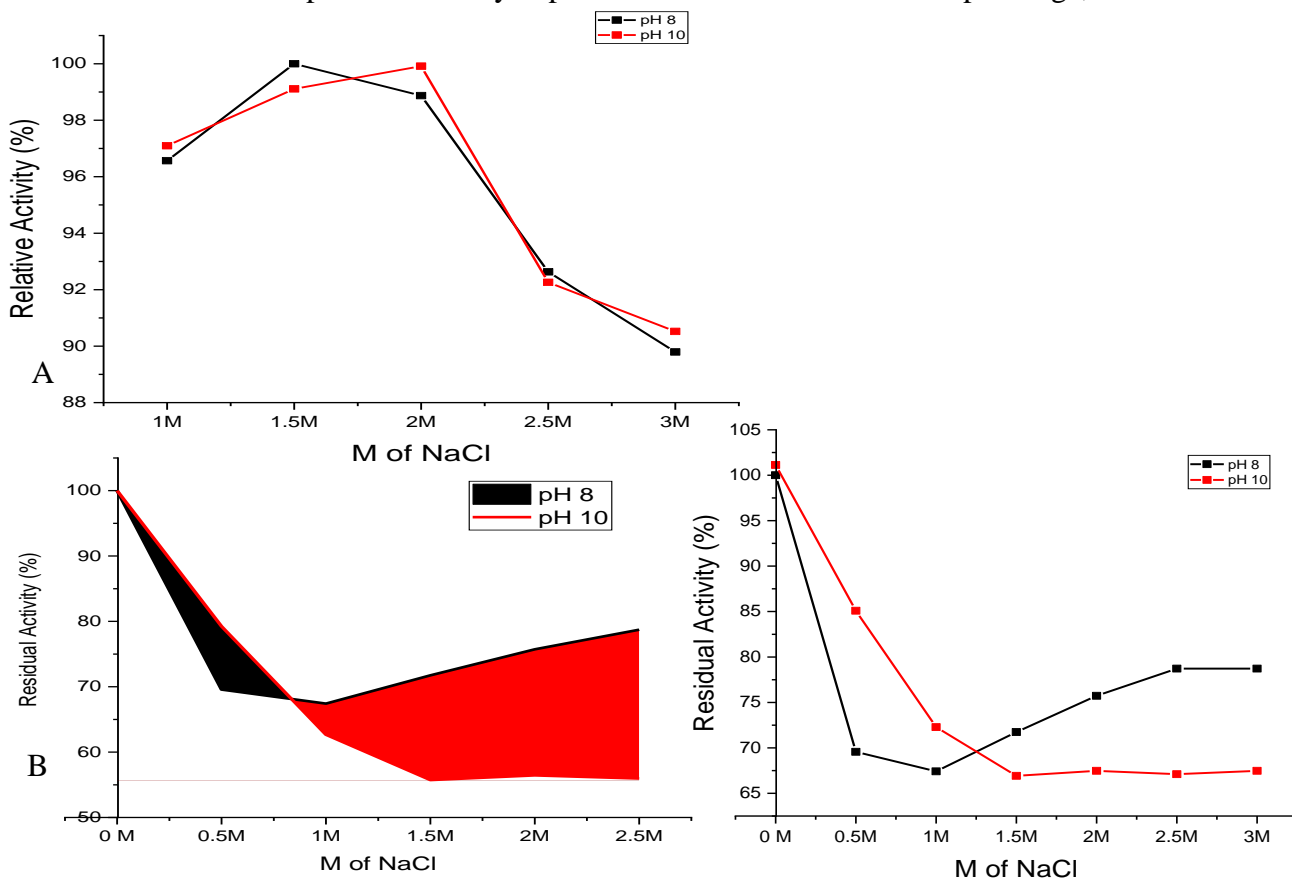 pH 8
pH 10
100
98
96
94
92
90
88
Relative Activity (%)
A
1M
1.5M
2M
2.5M
3M
M of NaCl
pH 8
pH 10
100
90
80
70
60
50
Residual Activity (%)
B
0 M
0.5M
1M
1.5M
2M
2.5M
M of NaCl
pH 8
pH 10
105
100
95
90
85
80
75
70
65
Residual Activity (%)
0 M
0.5M
1M
1.5M
2M
2.5M
3M
M of NaCl